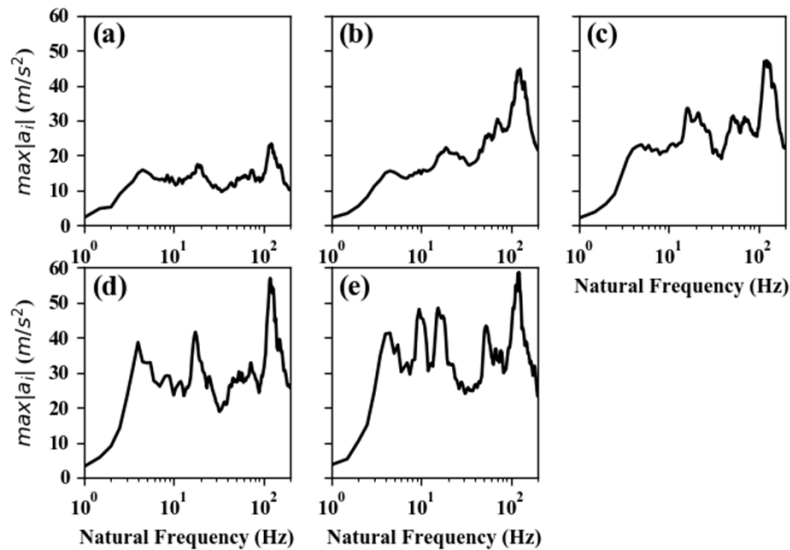 60
50
40
30
20
10
0
max|aᵢ| (m/s²)
(a)
10⁰ 10¹ 10²
(b)
10⁰ 10¹ 10²
(c)
10⁰ 10¹ 10²
Natural Frequency (Hz)
60
50
40
30
20
10
0
max|aᵢ| (m/s²)
(d)
10⁰ 10¹ 10²
Natural Frequency (Hz)
(e)
10⁰ 10¹ 10²
Natural Frequency (Hz)